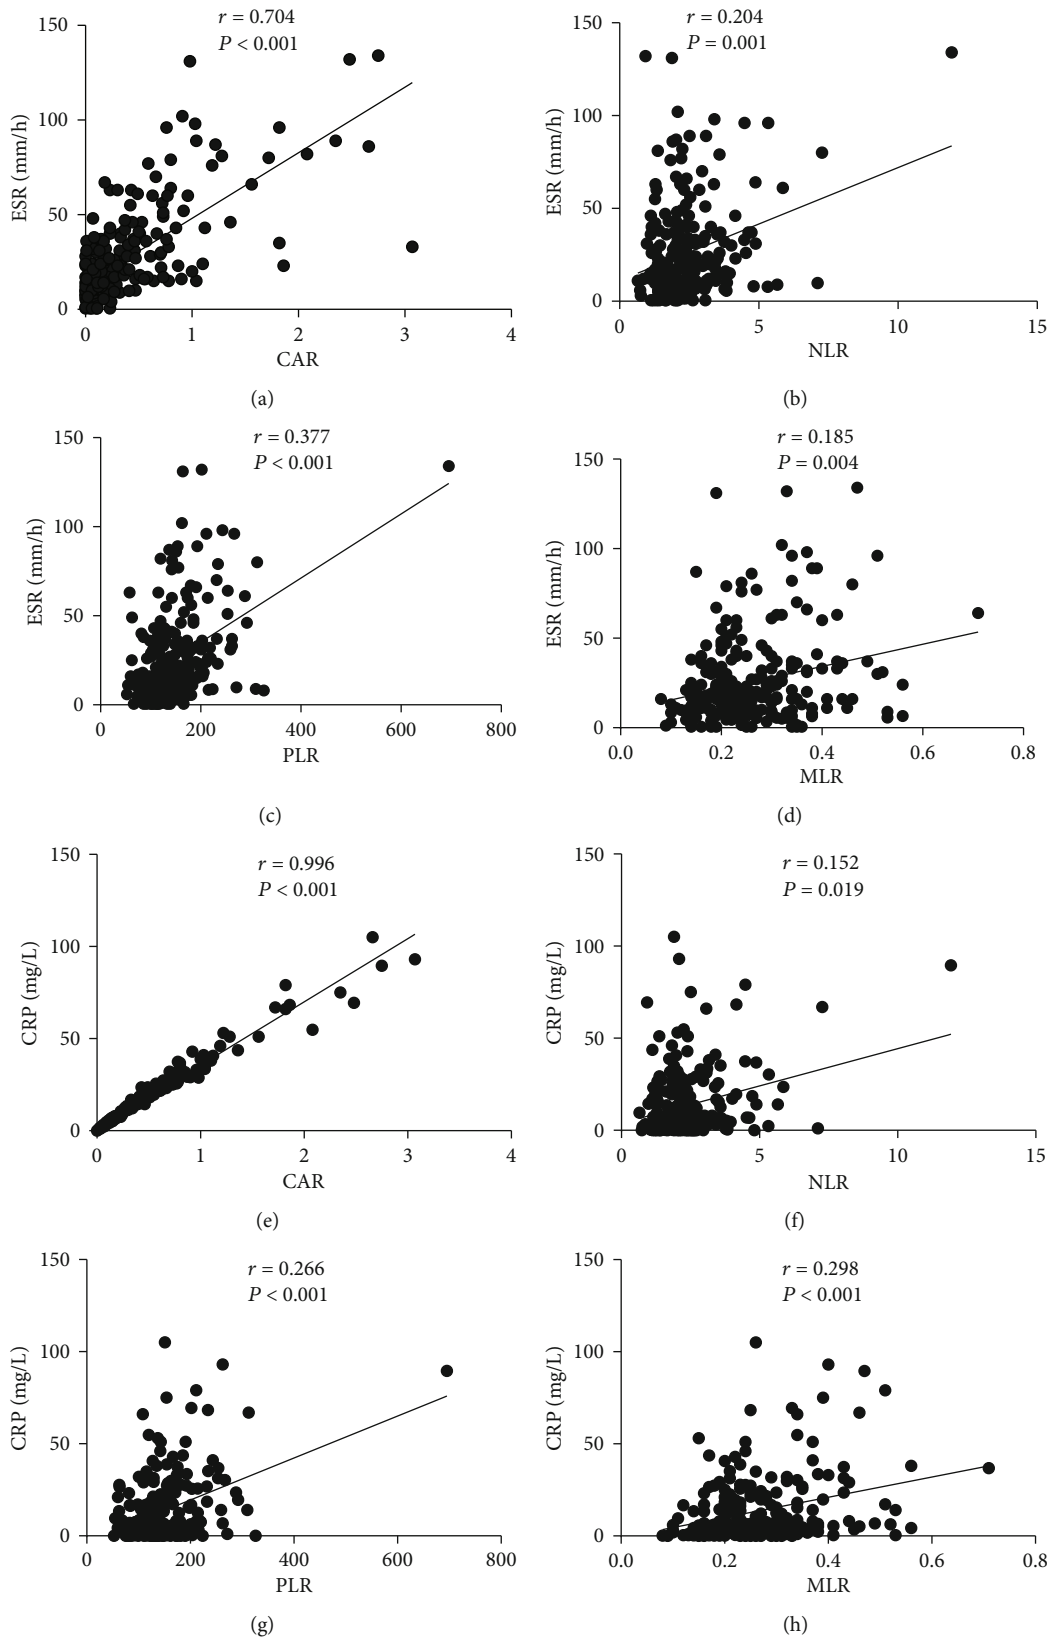 r = 0.704
P < 0.001
150
100
50
0
ESR (mm/h)
0 1 2 3 4
CAR
(a)
r = 0.204
P = 0.001
150
100
50
0
ESR (mm/h)
0 5 10 15
NLR
(b)
r = 0.377
P < 0.001
150
100
50
0
ESR (mm/h)
0 200 400 600 800
PLR
(c)
r = 0.185
P = 0.004
150
100
50
0
ESR (mm/h)
0.0 0.2 0.4 0.6 0.8
MLR
(d)
r = 0.996
P < 0.001
150
100
50
0
CRP (mg/L)
0 1 2 3 4
CAR
(e)
r = 0.152
P = 0.019
150
100
50
0
CRP (mg/L)
0 5 10 15
NLR
(f)
r = 0.266
P < 0.001
150
100
50
0
CRP (mg/L)
0 200 400 600 800
PLR
(g)
r = 0.298
P < 0.001
150
100
50
0
CRP (mg/L)
0.0 0.2 0.4 0.6 0.8
MLR
(h)